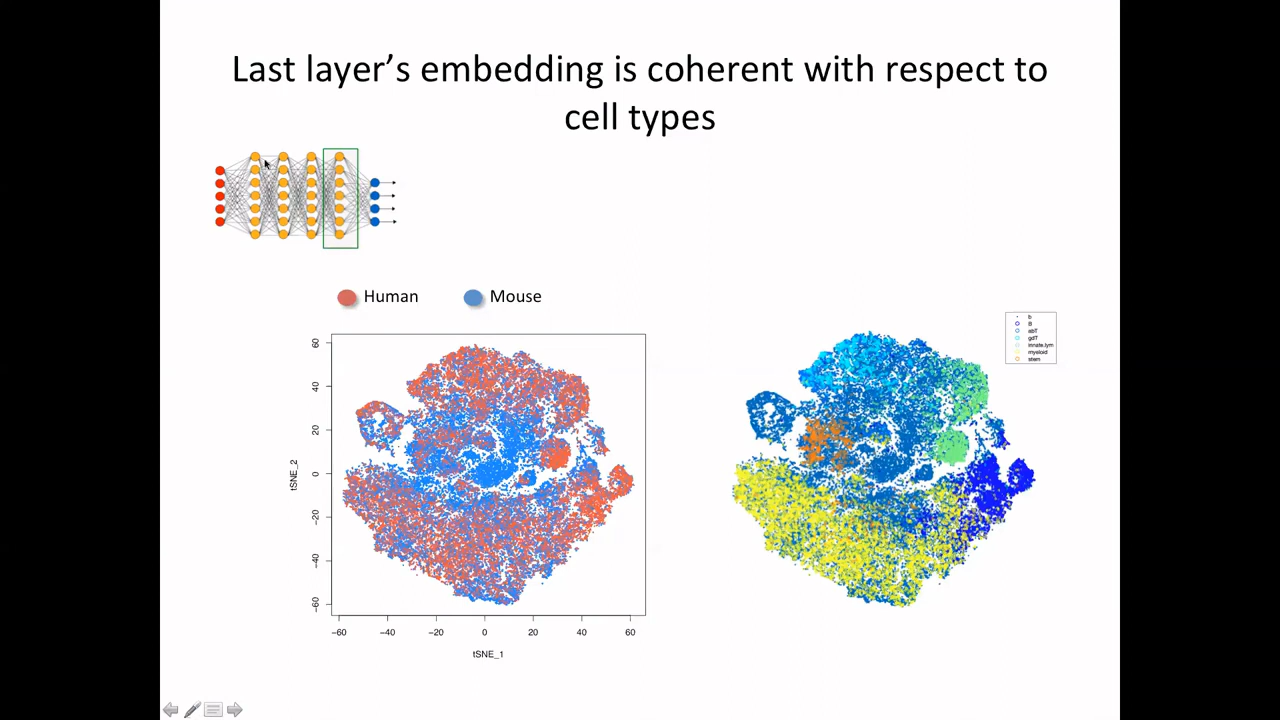 Last layer's embedding is coherent with respect to
cell types
Human
Mouse
60
40
20
0
−20
−40
−60
tSNE_2
−60
−40
−20
0
20
40
60
tSNE_1
b
B
abT
gdT
innate.lym
myeloid
stem